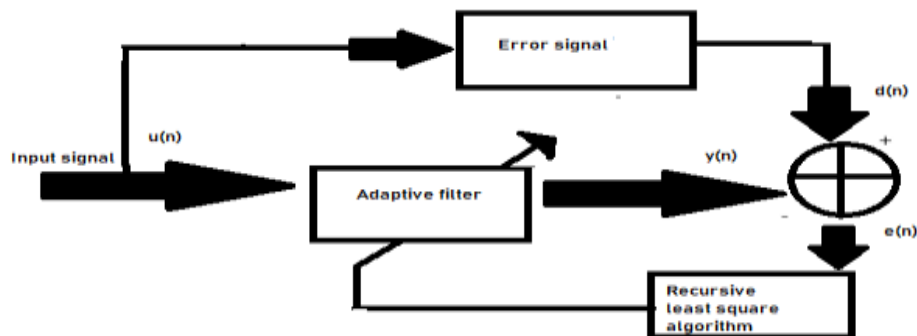 Error signal
d(n)
u(n)
+
Input signal
y(n)
Adaptive filter
-
e(n)
Recursive
least square
algorithm